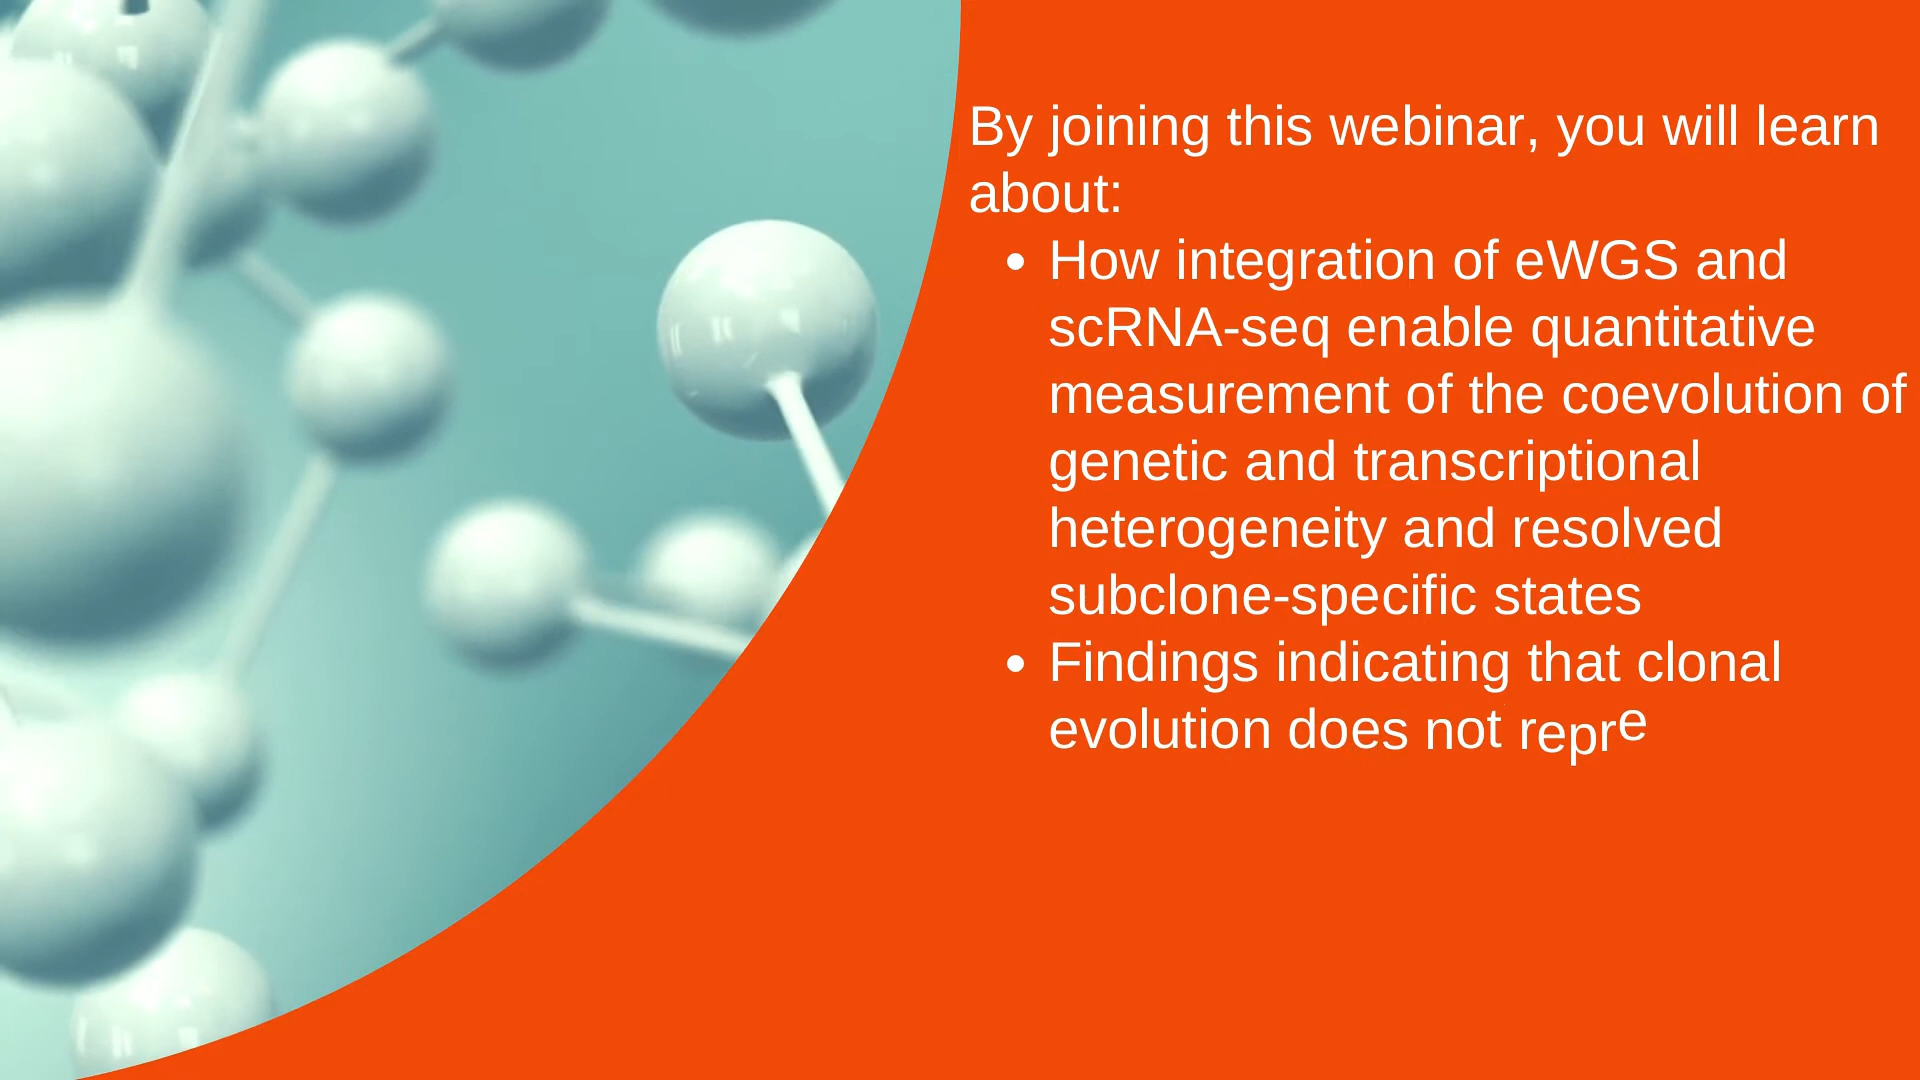 By joining this webinar, you will learn
about:
• How integration of eWGS and
scRNA-seq enable quantitative
measurement of the coevolution of
genetic and transcriptional
heterogeneity and resolved
subclone-specific states
• Findings indicating that clonal
evolution does not repre